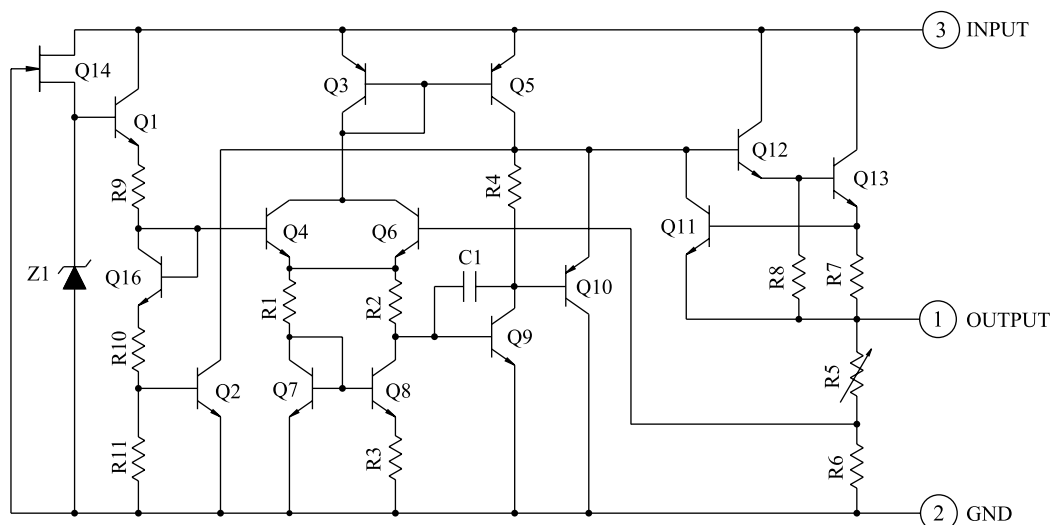 3 INPUT
Q14
Q3
Q5
Q1
Q12
Q13
R9
R4
Q11
Q4
Q6
Z1
Q16
C1
Q10
R8
R7
R1
R2
1 OUTPUT
R10
Q9
R5
Q2
Q7
Q8
R11
R3
R6
2 GND